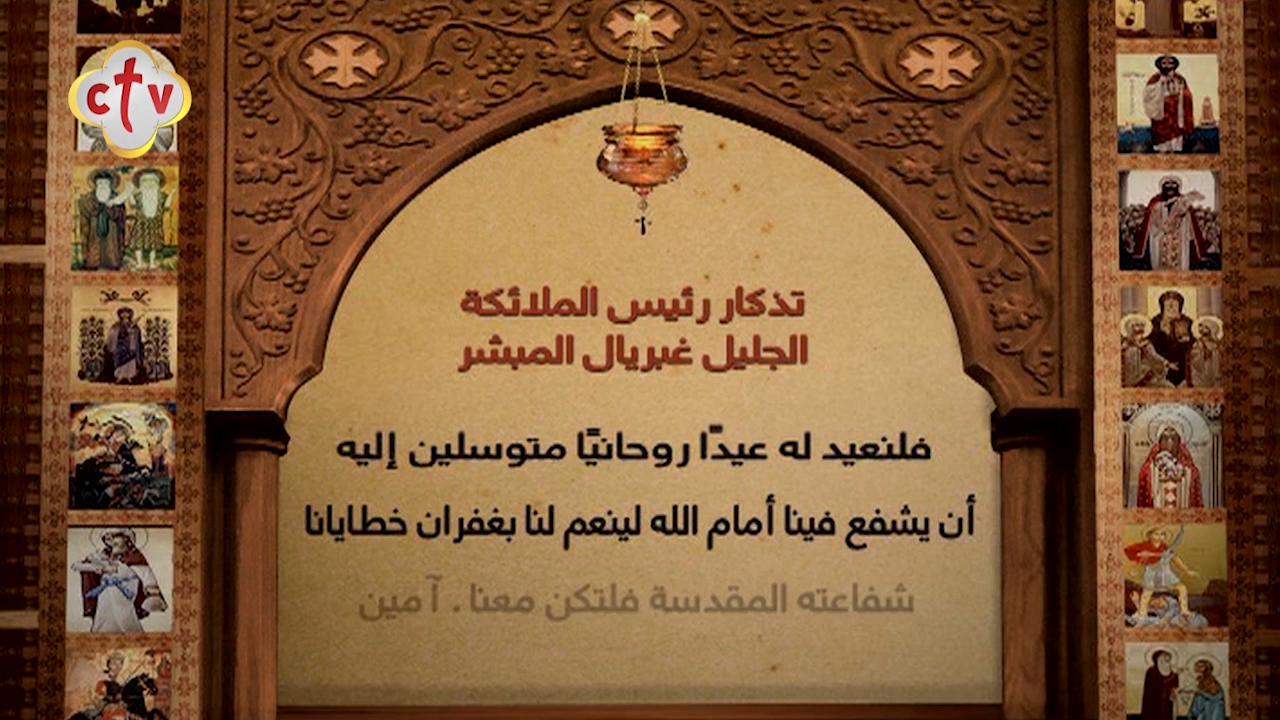 ctv
تذكار رئيس الملائكة
الجليل غبريال المبشر
فلنعيد له عيدًا روحانيًا متوسلين إليه
أن يشفع فينا أمام الله لينعم لنا بغفران خطايانا
شفاعته المقدسة فلتكن معنا . آمين